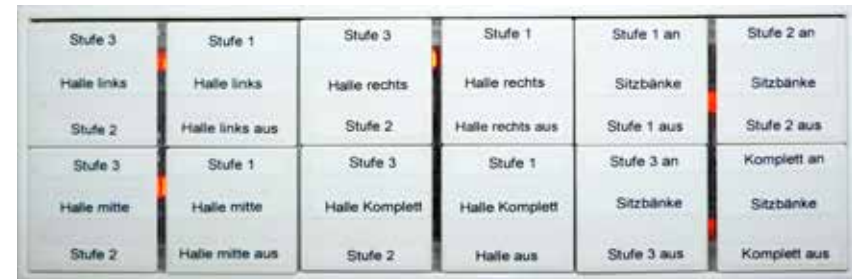 Stufe 3
Halle links
Stufe 2
Stufe 1
Halle links
Halle links aus
Stufe 3
Halle rechts
Stufe 2
Stufe 1
Halle rechts
Halle rechts aus
Stufe 1 an
Sitzbänke
Stufe 1 aus
Stufe 2 an
Sitzbänke
Stufe 2 aus
Stufe 3
Halle mitte
Stufe 2
Stufe 1
Halle mitte
Halle mitte aus
Stufe 3
Halle Komplett
Stufe 2
Stufe 1
Halle Komplett
Halle aus
Stufe 3 an
Sitzbänke
Stufe 3 aus
Komplett an
Sitzbänke
Komplett aus